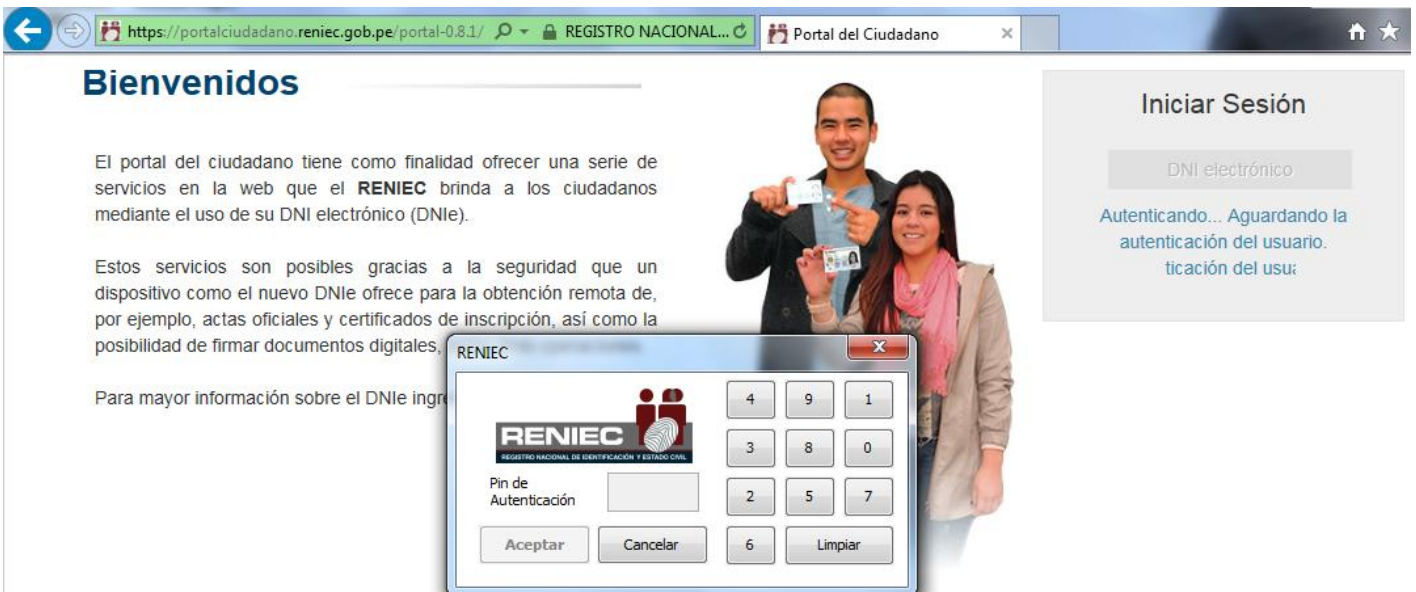 https://portalciudadano.reniec.gob.pe/portal-0.8.1/
REGISTRO NACIONAL...
Portal del Ciudadano
Bienvenidos
El portal del ciudadano tiene como finalidad ofrecer una serie de
servicios en la web que el RENIEC brinda a los ciudadanos
mediante el uso de su DNI electrónico (DNIe).
Estos servicios son posibles gracias a la seguridad que un
dispositivo como el nuevo DNIe ofrece para la obtención remota de,
por ejemplo, actas oficiales y certificados de inscripción, así como la
posibilidad de firmar documentos digitales,
Para mayor información sobre el DNIe ingre
Iniciar Sesión
DNI electrónico
Autenticando... Aguardando la
autenticación del usuario.
ticación del usua
RENIEC
RENIEC
REGISTRO NACIONAL DE IDENTIFICACIÓN Y ESTADO CIVIL
Pin de
Autenticación
Aceptar
Cancelar
4 9 1
3 8 0
2 5 7
6 Limpiar